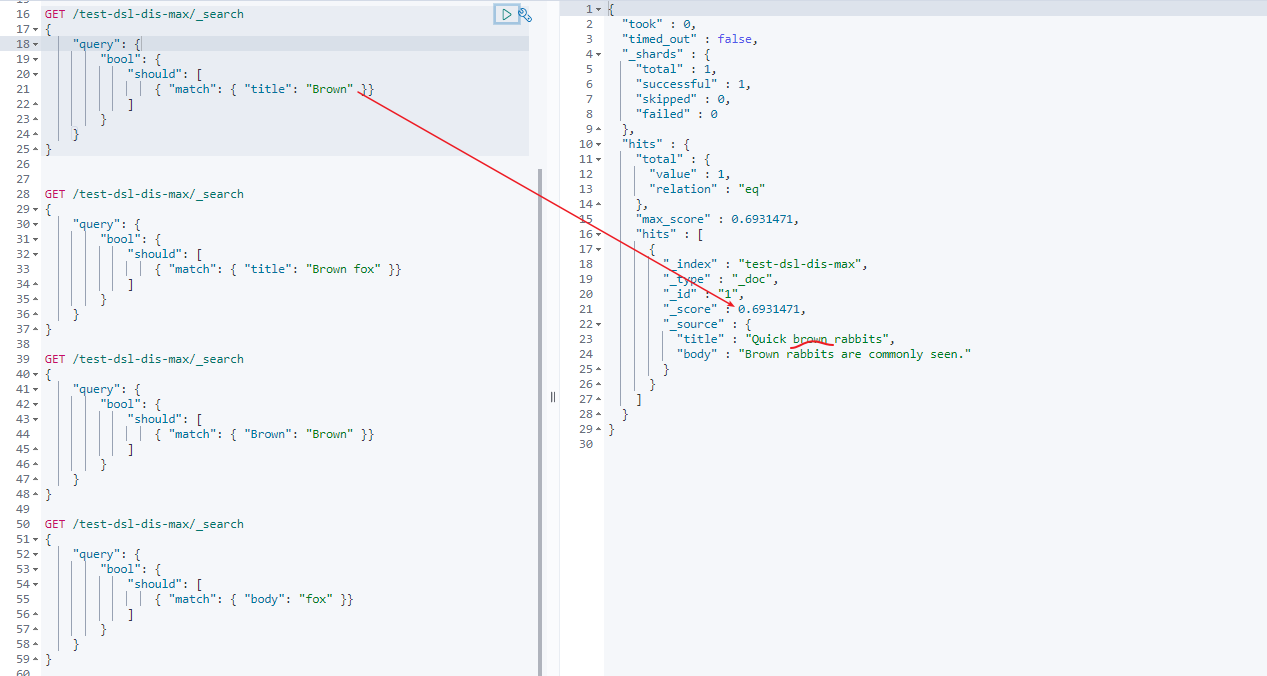 15
16 GET /test-dsl-dis-max/_search
17 {
18 "query": {
19 "bool": {
20 "should": [
21 { "match": { "title": "Brown" }}
22 ]
23 }
24 }
25 }
26
27
28 GET /test-dsl-dis-max/_search
29 {
30 "query": {
31 "bool": {
32 "should": [
33 { "match": { "title": "Brown fox" }}
34 ]
35 }
36 }
37 }
38
39 GET /test-dsl-dis-max/_search
40 {
41 "query": {
42 "bool": {
43 "should": [
44 { "match": { "Brown": "Brown" }}
45 ]
46 }
47 }
48 }
49
50 GET /test-dsl-dis-max/_search
51 {
52 "query": {
53 "bool": {
54 "should": [
55 { "match": { "body": "fox" }}
56 ]
57 }
58 }
59 }
60
1 {
2 "took" : 0,
3 "timed_out" : false,
4 "_shards" : {
5 "total" : 1,
6 "successful" : 1,
7 "skipped" : 0,
8 "failed" : 0
9 },
10 "hits" : {
11 "total" : {
12 "value" : 1,
13 "relation" : "eq"
14 },
15 "max_score" : 0.6931471,
16 "hits" : [
17 {
18 "_index" : "test-dsl-dis-max",
19 "_type" : "_doc",
20 "_id" : "1",
21 "_score" : 0.6931471,
22 "_source" : {
23 "title" : "Quick brown rabbits",
24 "body" : "Brown rabbits are commonly seen."
25 }
26 }
27 ]
28 }
29 }
30